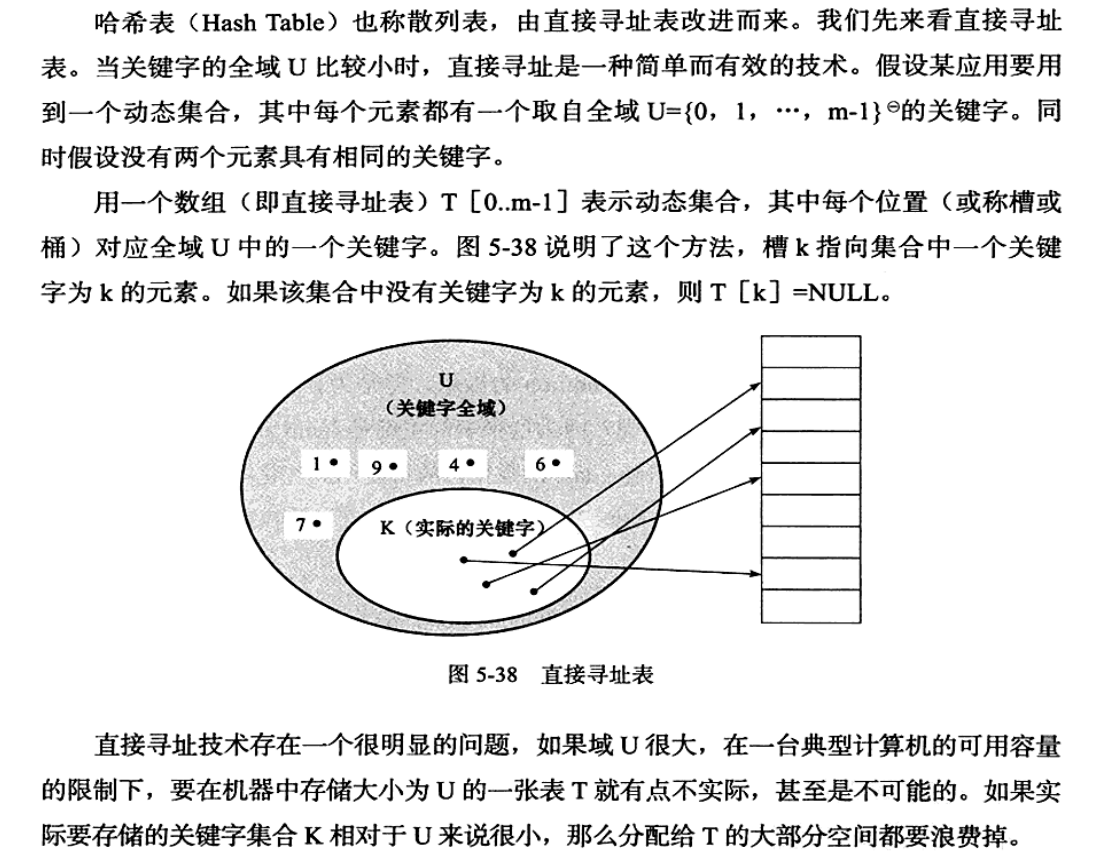 哈希表（Hash Table）也称散列表，由直接寻址表改进而来。我们先来看直接寻址
表。当关键字的全域 U 比较小时，直接寻址是一种简单而有效的技术。假设某应用要用
到一个动态集合，其中每个元素都有一个取自全域 U={0，1，…，m-1}⊖的关键字。同
时假设没有两个元素具有相同的关键字。
用一个数组（即直接寻址表）T［0..m-1］表示动态集合，其中每个位置（或称槽或
桶）对应全域 U 中的一个关键字。图 5-38 说明了这个方法，槽 k 指向集合中一个关键
字为 k 的元素。如果该集合中没有关键字为 k 的元素，则 T［k］=NULL。
U
（关键字全域）
1 9 4 6
7
K（实际的关键字）
图 5-38 直接寻址表
直接寻址技术存在一个很明显的问题，如果域 U 很大，在一台典型计算机的可用容量
的限制下，要在机器中存储大小为 U 的一张表 T 就有点不实际，甚至是不可能的。如果实
际要存储的关键字集合 K 相对于 U 来说很小，那么分配给 T 的大部分空间都要浪费掉。